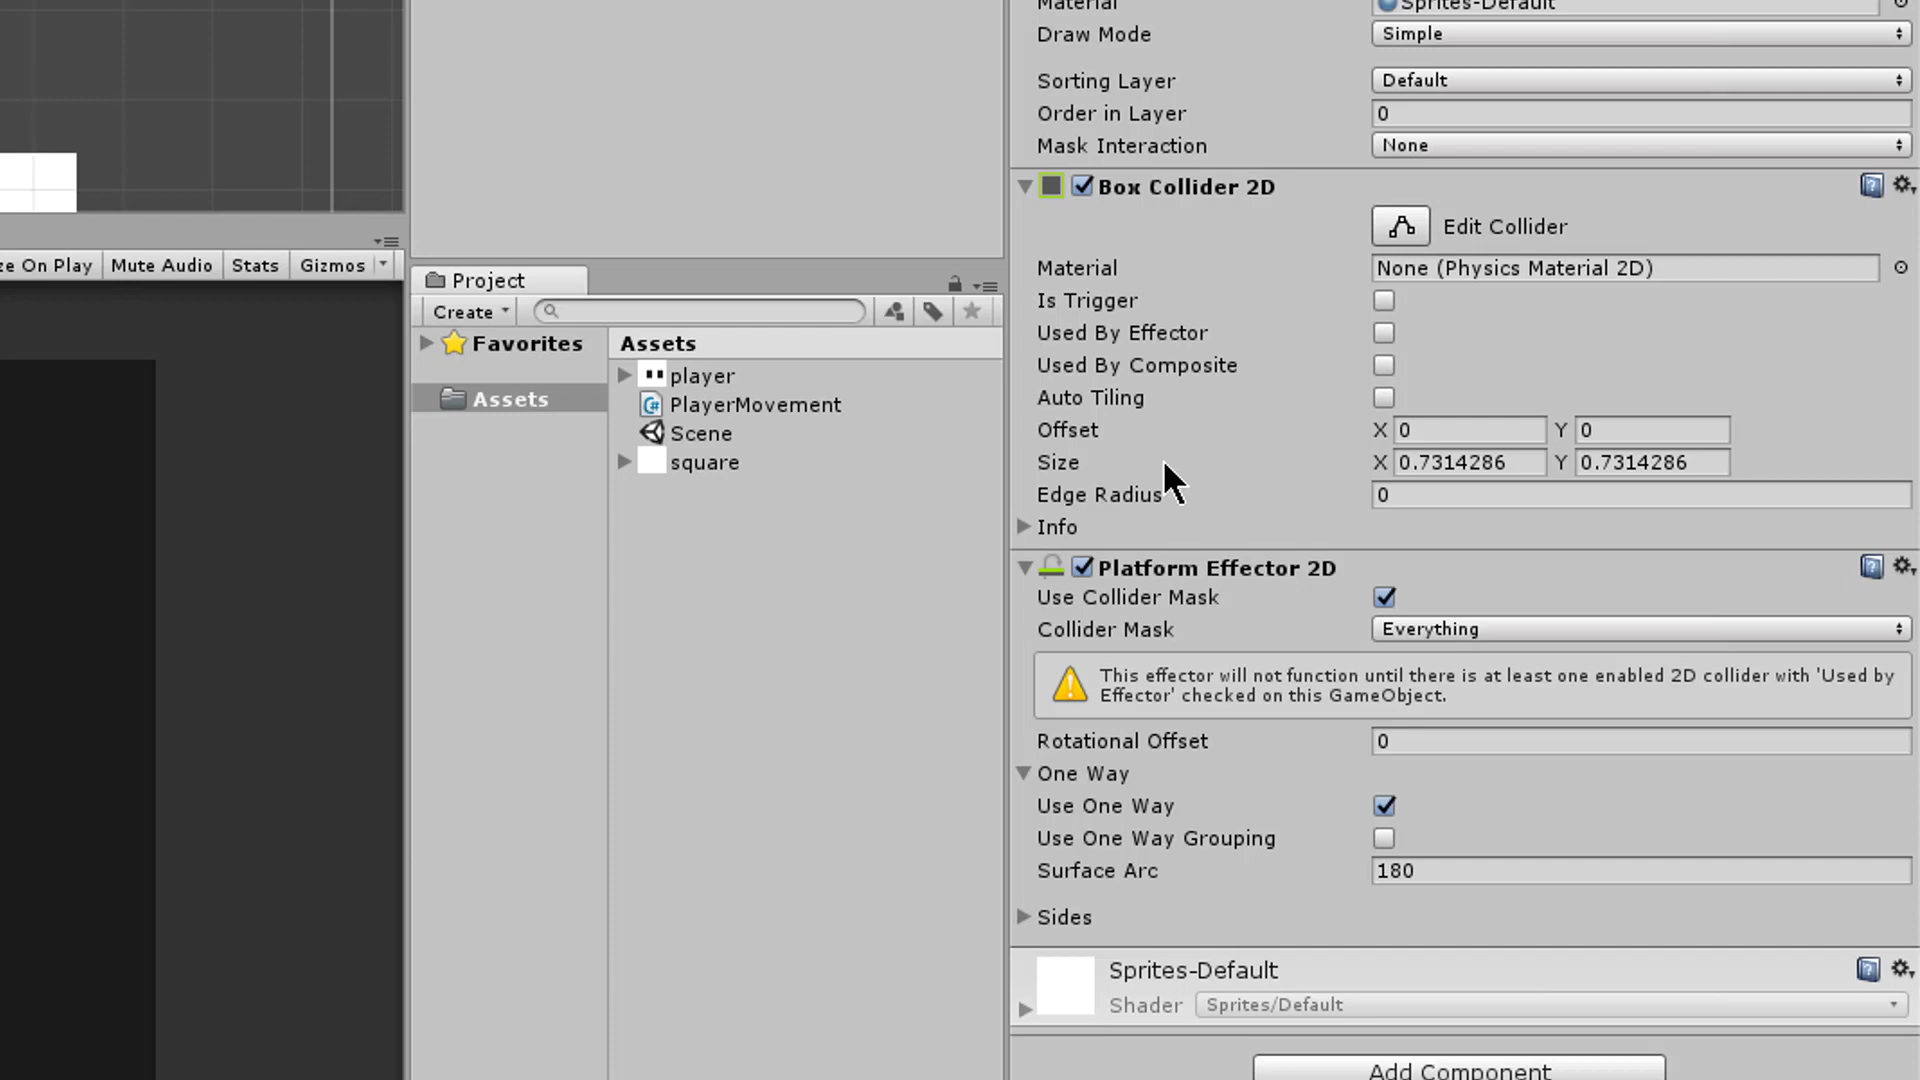 Material Sprites-Default
Draw Mode Simple
Sorting Layer Default
Order in Layer 0
Mask Interaction None
Box Collider 2D
Edit Collider
Material None (Physics Material 2D)
Is Trigger
Used By Effector
Used By Composite
Auto Tiling
Offset X 0 Y 0
Size X 0.7314286 Y 0.7314286
Edge Radius 0
Info
Platform Effector 2D
Use Collider Mask
Collider Mask Everything
This effector will not function until there is at least one enabled 2D collider with 'Used by
Effector' checked on this GameObject.
Rotational Offset 0
One Way
Use One Way
Use One Way Grouping
Surface Arc 180
Sides
Sprites-Default
Shader Sprites/Default
Add Component
ze On Play Mute Audio Stats Gizmos
Project
Create
Favorites
Assets
Assets
player
PlayerMovement
Scene
square